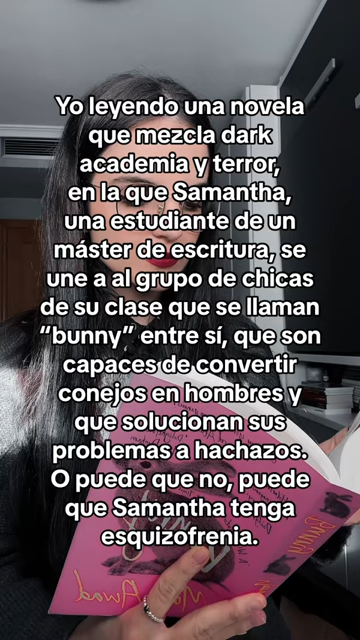 Yo leyendo una novela
que mezcla dark
academia y terror,
en la que Samantha,
una estudiante de un
máster de escritura, se
une a al grupo de chicas
de su clase que se llaman
“bunny” entre sí, que son
capaces de convertir
conejos en hombres y
que solucionan sus
problemas a hachazos.
O puede que no, puede
que Samantha tenga
esquizofrenia.
Bunny
Mona Awad